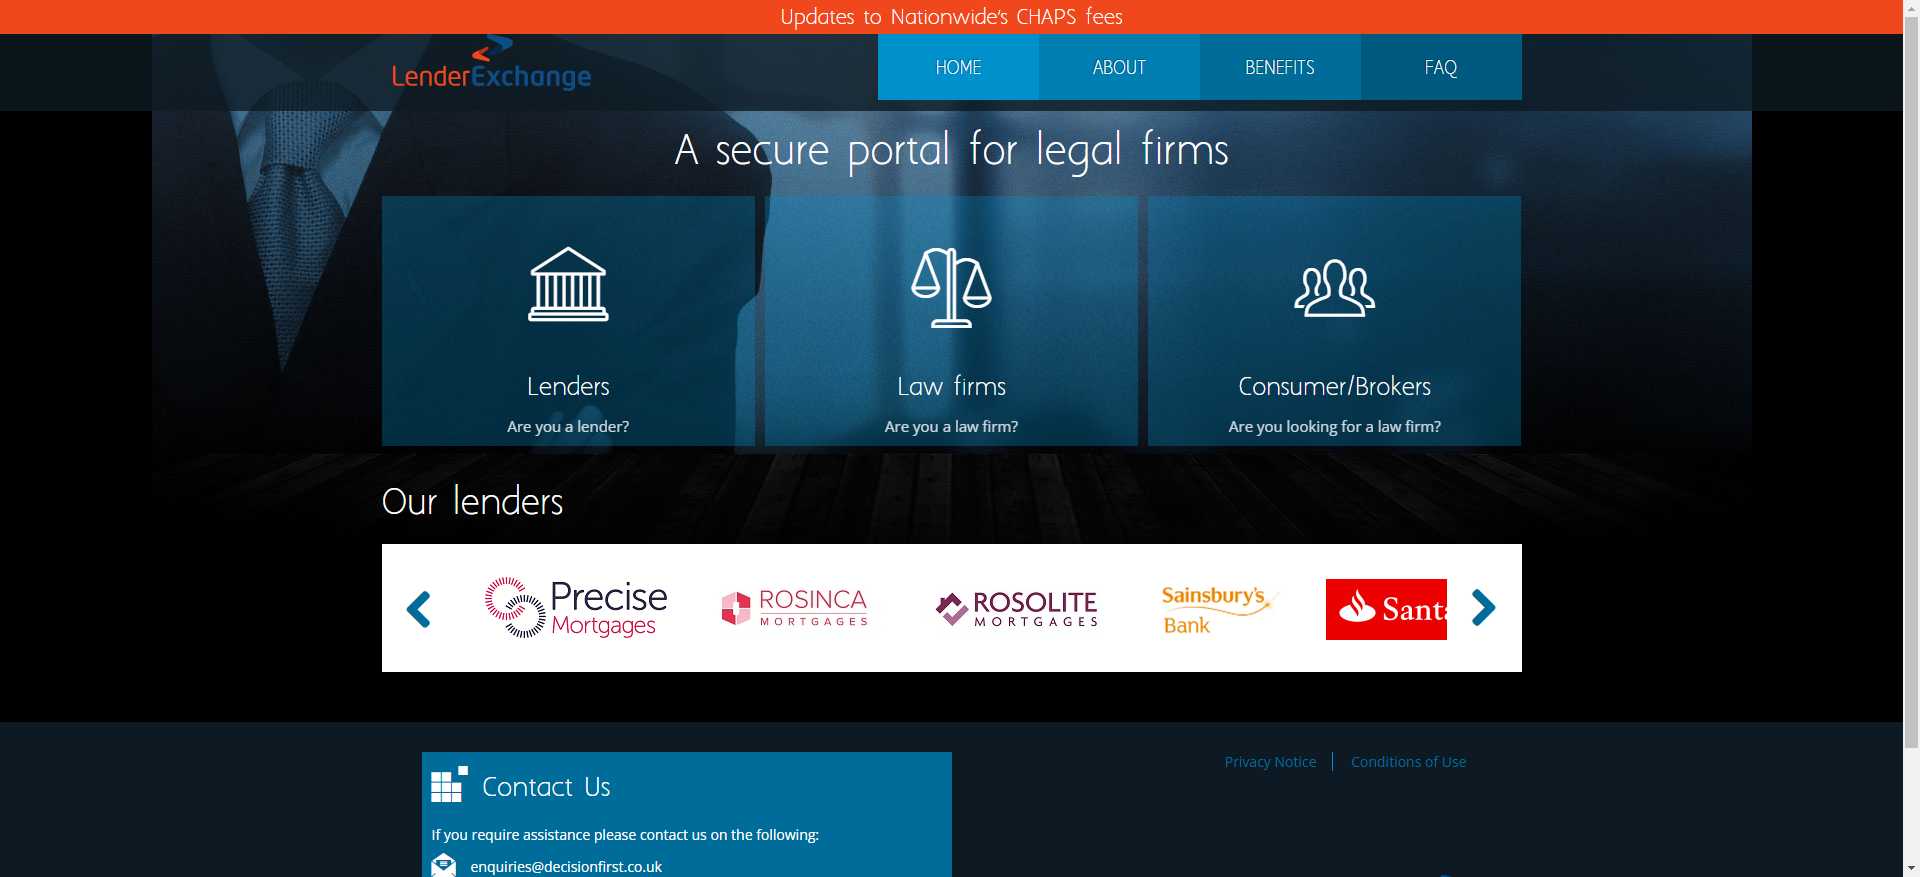 Updates to Nationwide's CHAPS fees
LenderExchange
HOME
ABOUT
BENEFITS
FAQ
A secure portal for legal firms
Lenders
Are you a lender?
Law firms
Are you a law firm?
Consumer/Brokers
Are you looking for a law firm?
Our lenders
Precise
Mortgages
ROSINCA
MORTGAGES
ROSOLITE
MORTGAGES
Sainsbury's
Bank
Santa
Privacy Notice
Conditions of Use
Contact Us
If you require assistance please contact us on the following:
enquiries@decisionfirst.co.uk